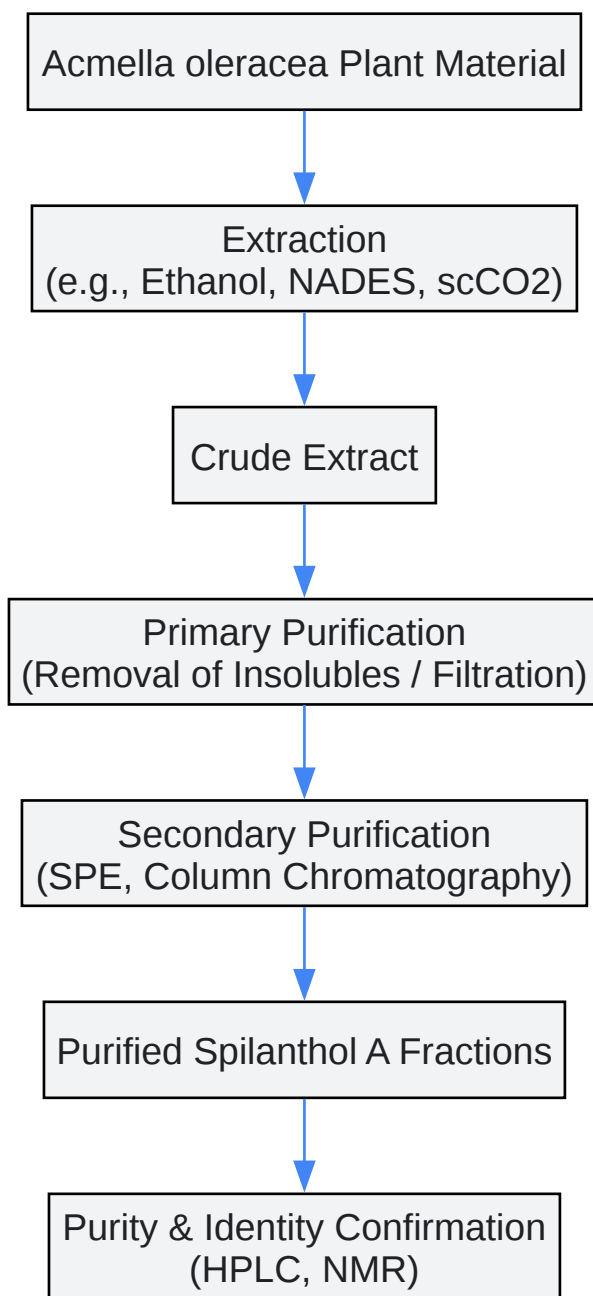 Acmella oleracea Plant Material
Extraction
(e.g., Ethanol, NADES, scCO2)
Crude Extract
Primary Purification
(Removal of Insolubles / Filtration)
Secondary Purification
(SPE, Column Chromatography)
Purified Spilanthol A Fractions
Purity & Identity Confirmation
(HPLC, NMR)